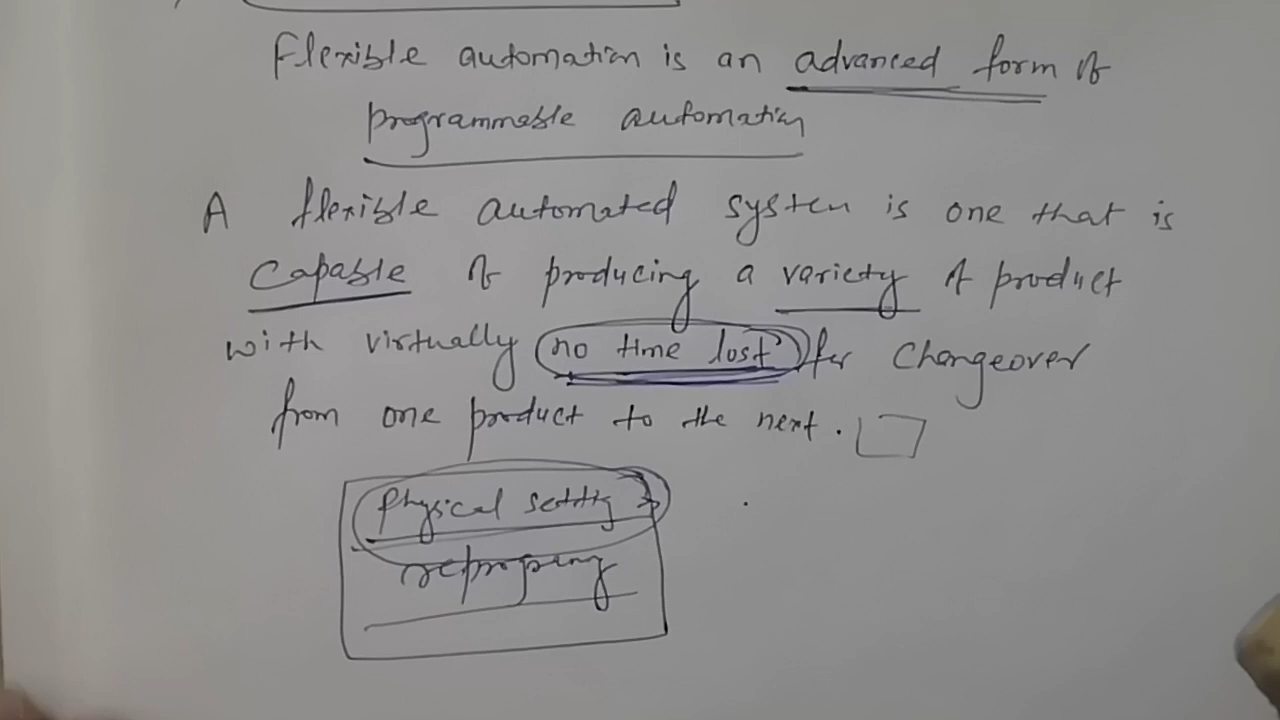 Flexible automation is an advanced form of
programmable automation
A flexible automated system is one that is
capable of producing a variety of product
with virtually no time lost for changeover
from one product to the next.
Physical setting